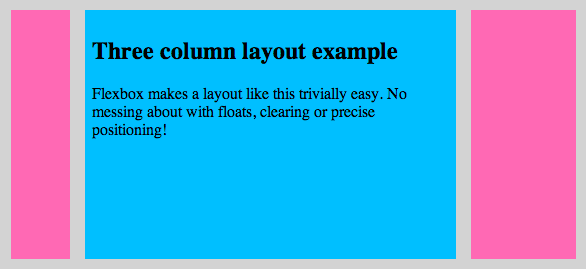 Three column layout example
Flexbox makes a layout like this trivially easy. No
messing about with floats, clearing or precise
positioning!